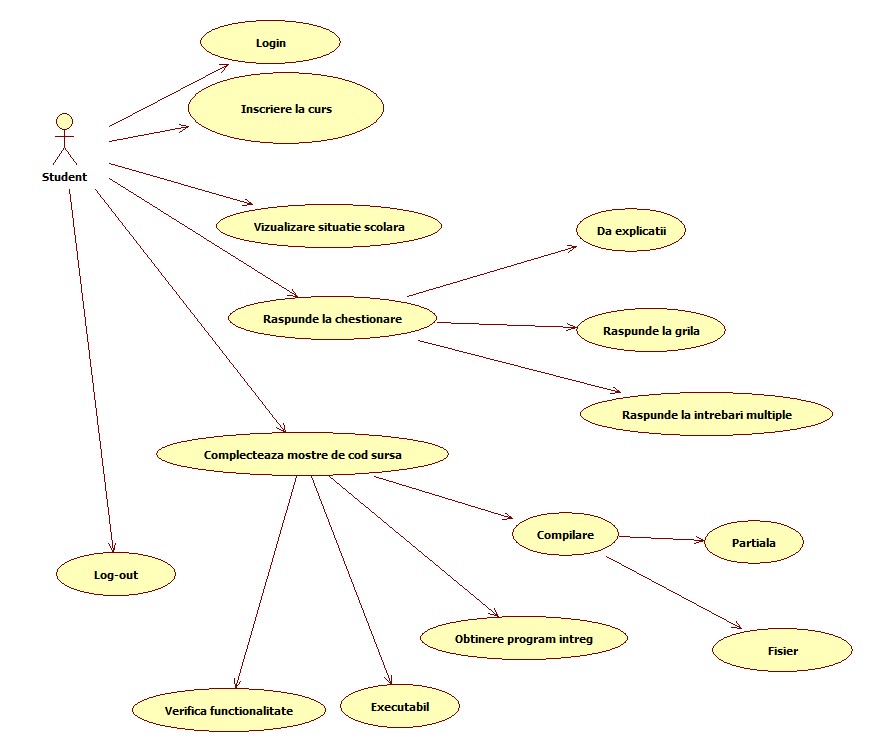 Login
Inscriere la curs
Student
Vizualizare situatie scolara
Da explicatii
Raspunde la chestionare
Raspunde la grila
Raspunde la intrebari multiple
Complecteaza mostre de cod sursa
Compilare
Partiala
Log-out
Obtinere program intreg
Fisier
Verifica functionalitate
Executabil